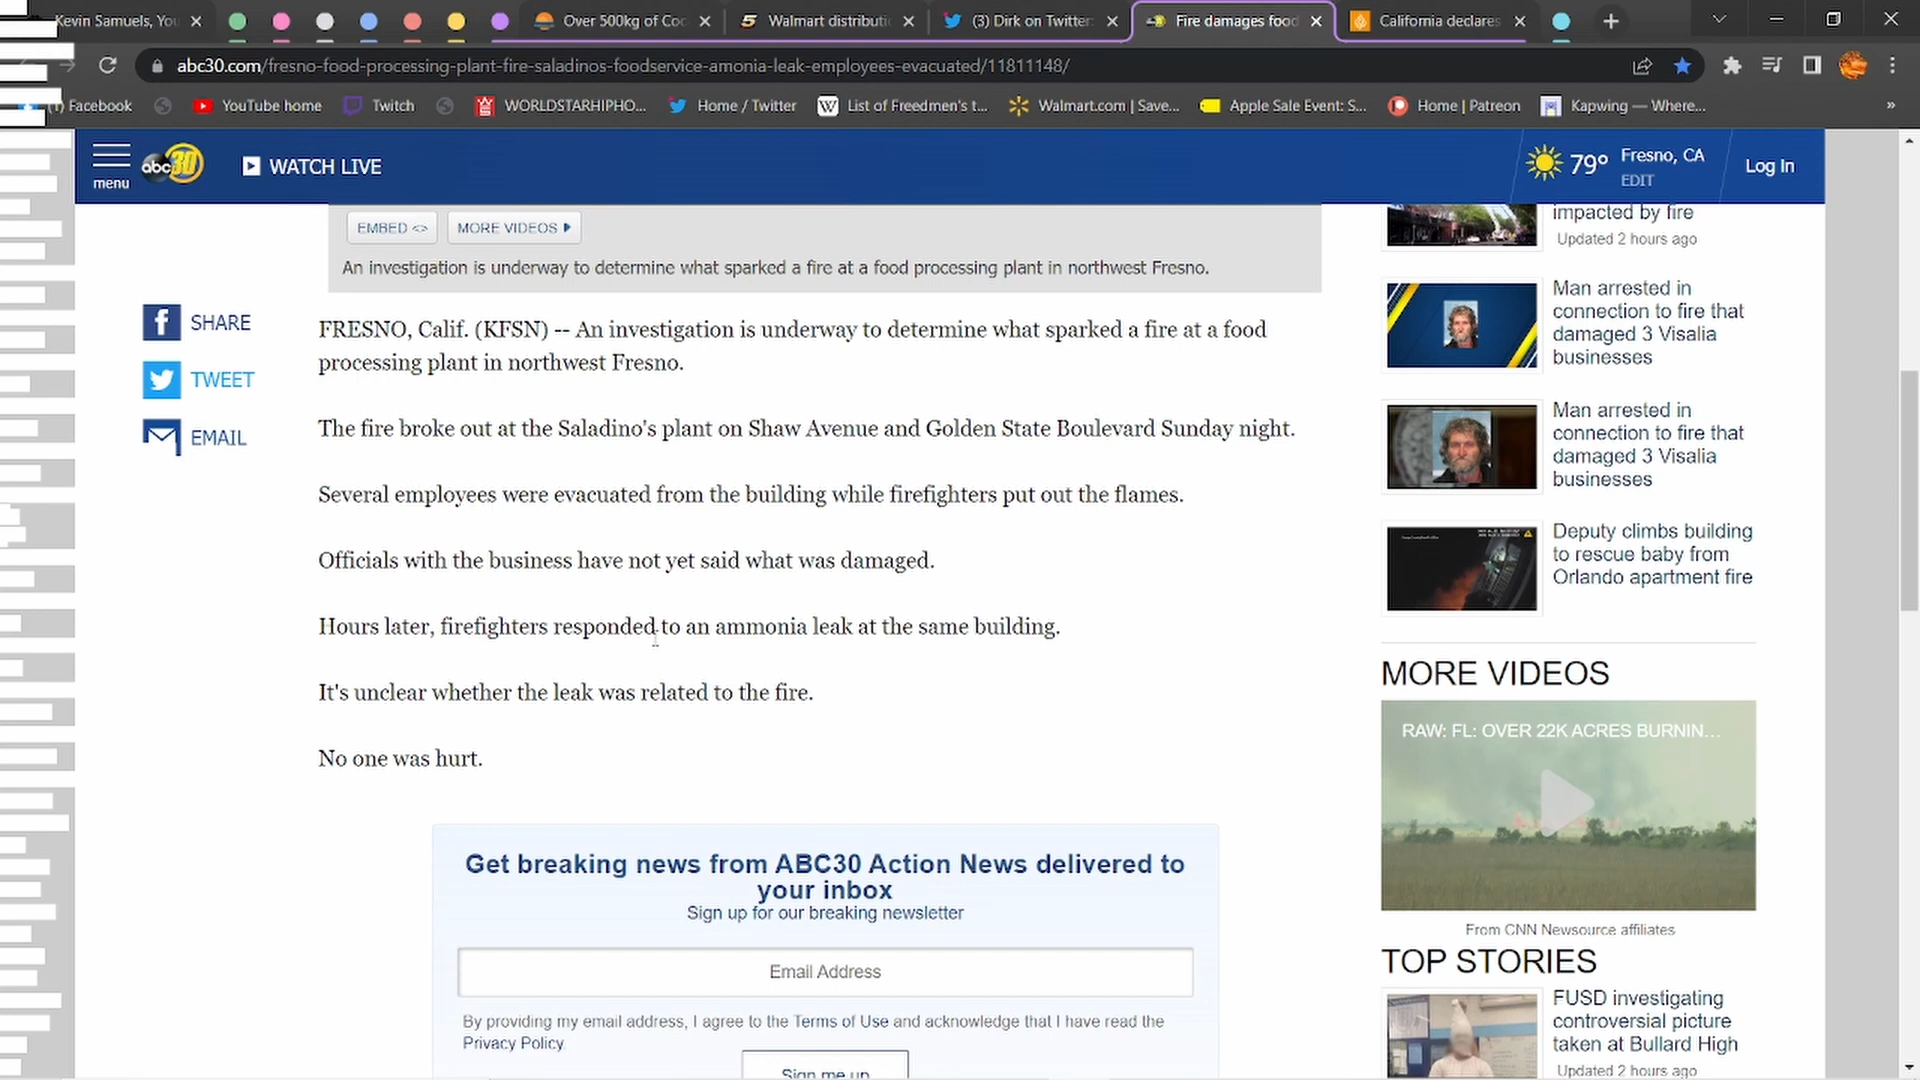 Kevin Samuels, You
Over 500kg of Coc
Walmart distributi
(3) Dirk on Twitter:
Fire damages food
California declares
abc30.com/fresno-food-processing-plant-fire-saladinos-foodservice-amonia-leak-employees-evacuated/11811148/
(1) Facebook
YouTube home
Twitch
WORLDSTARHIPHO...
Home / Twitter
List of Freedmen's t...
Walmart.com | Save...
Apple Sale Event: S...
Home | Patreon
Kapwing — Where...
»
menu
abc30
WATCH LIVE
79°
Fresno, CA
EDIT
Log In
EMBED <>
MORE VIDEOS
An investigation is underway to determine what sparked a fire at a food processing plant in northwest Fresno.
SHARE
TWEET
EMAIL
FRESNO, Calif. (KFSN) -- An investigation is underway to determine what sparked a fire at a food
processing plant in northwest Fresno.
The fire broke out at the Saladino's plant on Shaw Avenue and Golden State Boulevard Sunday night.
Several employees were evacuated from the building while firefighters put out the flames.
Officials with the business have not yet said what was damaged.
Hours later, firefighters responded to an ammonia leak at the same building.
It's unclear whether the leak was related to the fire.
No one was hurt.
Get breaking news from ABC30 Action News delivered to
your inbox
Sign up for our breaking newsletter
Email Address
By providing my email address, I agree to the Terms of Use and acknowledge that I have read the
Privacy Policy.
Sign me up
impacted by fire
Updated 2 hours ago
Man arrested in
connection to fire that
damaged 3 Visalia
businesses
Man arrested in
connection to fire that
damaged 3 Visalia
businesses
Deputy climbs building
to rescue baby from
Orlando apartment fire
MORE VIDEOS
RAW: FL: OVER 22K ACRES BURNIN...
From CNN Newsource affiliates
TOP STORIES
FUSD investigating
controversial picture
taken at Bullard High
Updated 2 hours ago